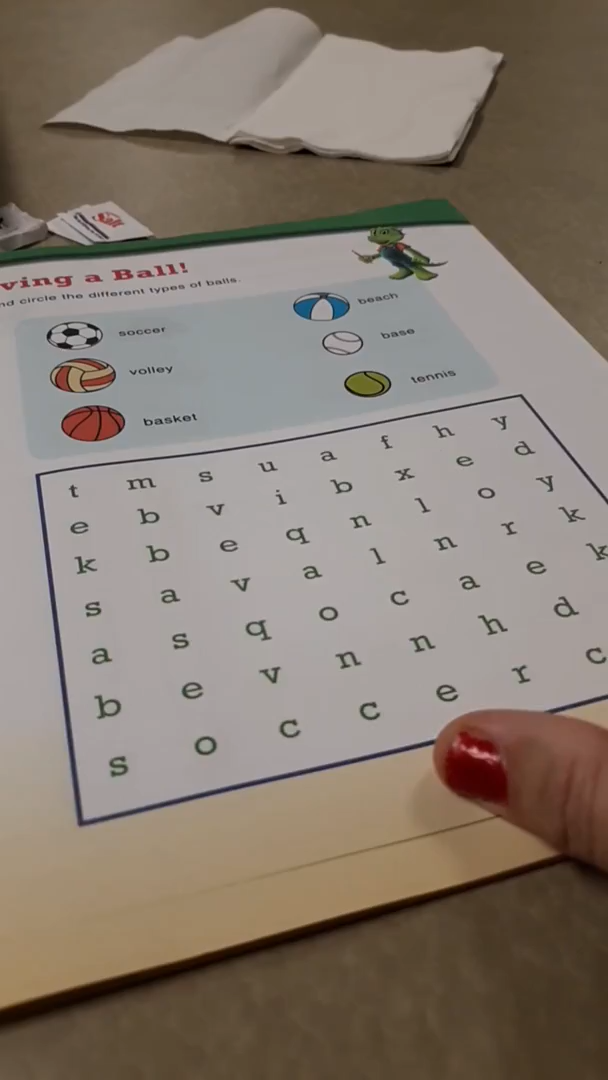 ving a Ball!
nd circle the different types of balls.
soccer
beach
volley
base
basket
tennis
t m s u a f h y
e b v i b x e d
k b e q n l o y
s a v a l n r k
a s q o c a e k
b e v n n h d
s o c c e r c